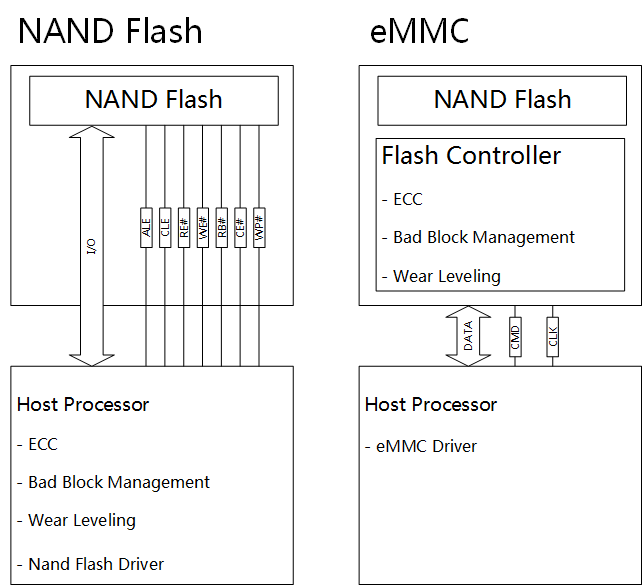 NAND Flash
NAND Flash
I/O
ALE
CLE
RE#
WE#
RB#
CE#
WP#
Host Processor
- ECC
- Bad Block Management
- Wear Leveling
- Nand Flash Driver
eMMC
NAND Flash
Flash Controller
- ECC
- Bad Block Management
- Wear Leveling
DATA
CMD
CLK
Host Processor
- eMMC Driver